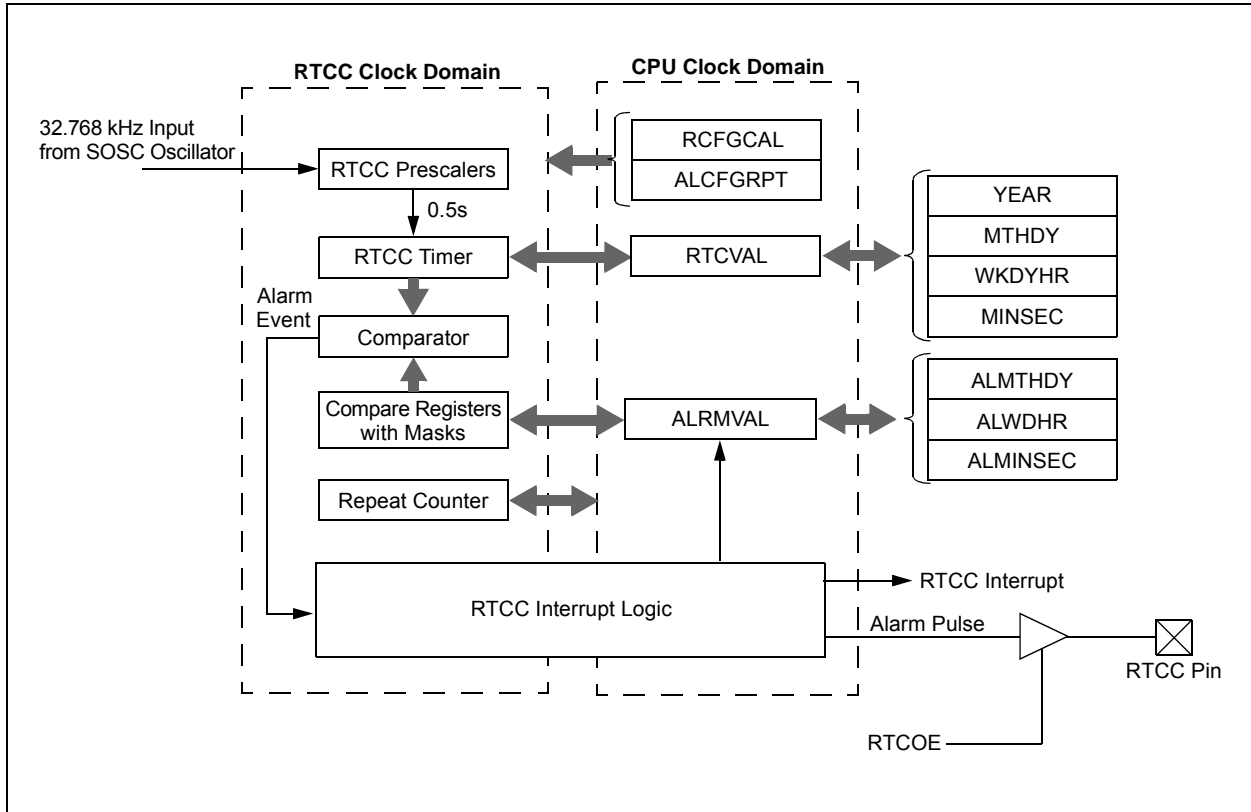 RTCC Clock Domain
CPU Clock Domain
32.768 kHz Input
from SOSC Oscillator
RTCC Prescalers
0.5s
RTCC Timer
Alarm
Event
Comparator
Compare Registers
with Masks
Repeat Counter
RCFGCAL
ALCFGRPT
RTCVAL
ALRMVAL
YEAR
MTHDY
WKDYHR
MINSEC
ALMTHDY
ALWDHR
ALMINSEC
RTCC Interrupt Logic
RTCC Interrupt
Alarm Pulse
RTCC Pin
RTCOE